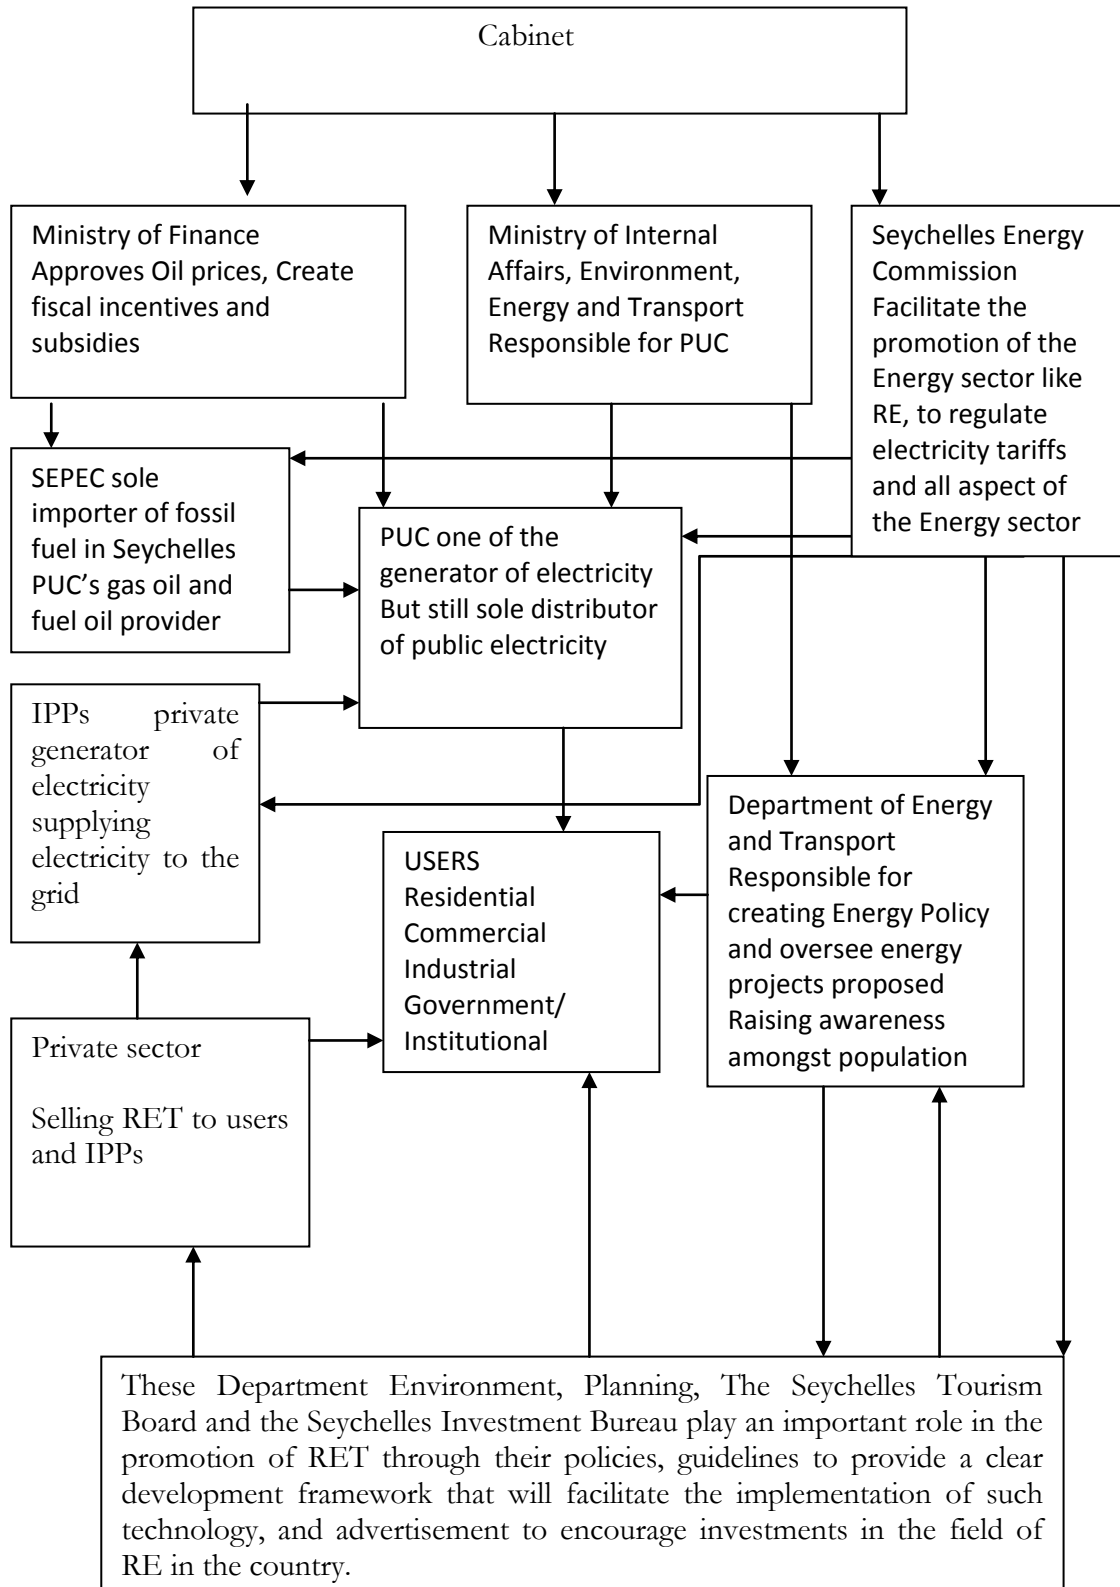 Cabinet
Ministry of Finance
Approves Oil prices, Create
fiscal incentives and
subsidies
Ministry of Internal
Affairs, Environment,
Energy and Transport
Responsible for PUC
Seychelles Energy
Commission
Facilitate the
promotion of the
Energy sector like
RE, to regulate
electricity tariffs
and all aspect of
the Energy sector
SEPEC sole
importer of fossil
fuel in Seychelles
PUC’s gas oil and
fuel oil provider
PUC one of the
generator of electricity
But still sole distributor
of public electricity
IPPs private
generator of
electricity
supplying
electricity to the
grid
USERS
Residential
Commercial
Industrial
Government/
Institutional
Department of Energy
and Transport
Responsible for
creating Energy Policy
and oversee energy
projects proposed
Raising awareness
amongst population
Private sector
Selling RET to users
and IPPs
These Department Environment, Planning, The Seychelles Tourism
Board and the Seychelles Investment Bureau play an important role in the
promotion of RET through their policies, guidelines to provide a clear
development framework that will facilitate the implementation of such
technology, and advertisement to encourage investments in the field of
RE in the country.